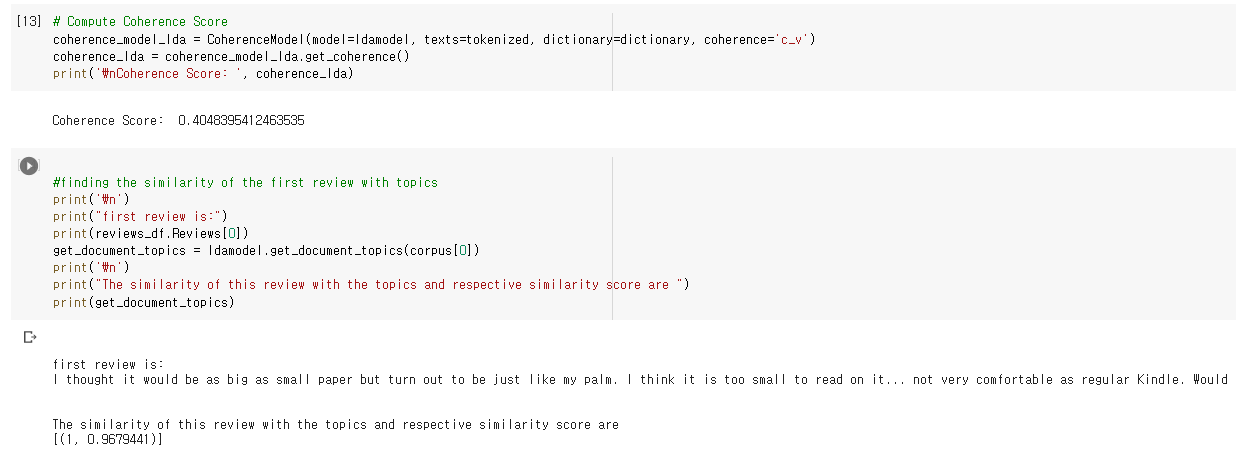 [13] # Compute Coherence Score
coherence_model_lda = CoherenceModel(model=ldamodel, texts=tokenized, dictionary=dictionary, coherence='c_v')
coherence_lda = coherence_model_lda.get_coherence()
print('₩nCoherence Score: ', coherence_lda)
Coherence Score:  0.4048395412463535
#finding the similarity of the first review with topics
print('₩n')
print("first review is:")
print(reviews_df.Reviews[0])
get_document_topics = ldamodel.get_document_topics(corpus[0])
print('₩n')
print("The similarity of this review with the topics and respective similarity score are ")
print(get_document_topics)
first review is:
I thought it would be as big as small paper but turn out to be just like my palm. I think it is too small to read on it... not very comfortable as regular Kindle. Would
The similarity of this review with the topics and respective similarity score are
[(1, 0.9679441)]